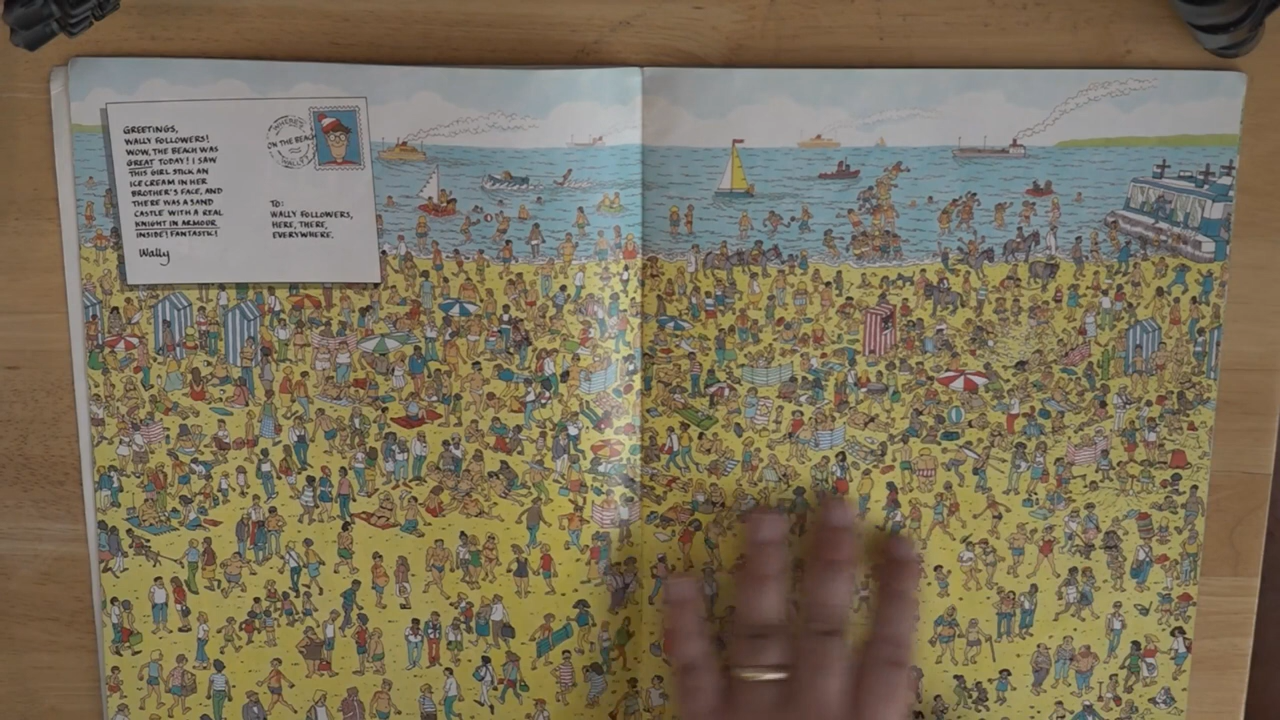 GREETINGS,
WALLY FOLLOWERS!
WOW, THE BEACH WAS
GREAT TODAY! I SAW
THIS GIRL STICK AN
ICE CREAM IN HER
BROTHER'S FACE, AND
THERE WAS A SAND
CASTLE WITH A REAL
KNIGHT IN ARMOUR
INSIDE! FANTASTIC!
Wally
WHERE'S
ON THE BEACH
WALLY?
TO:
WALLY FOLLOWERS,
HERE, THERE,
EVERYWHERE.